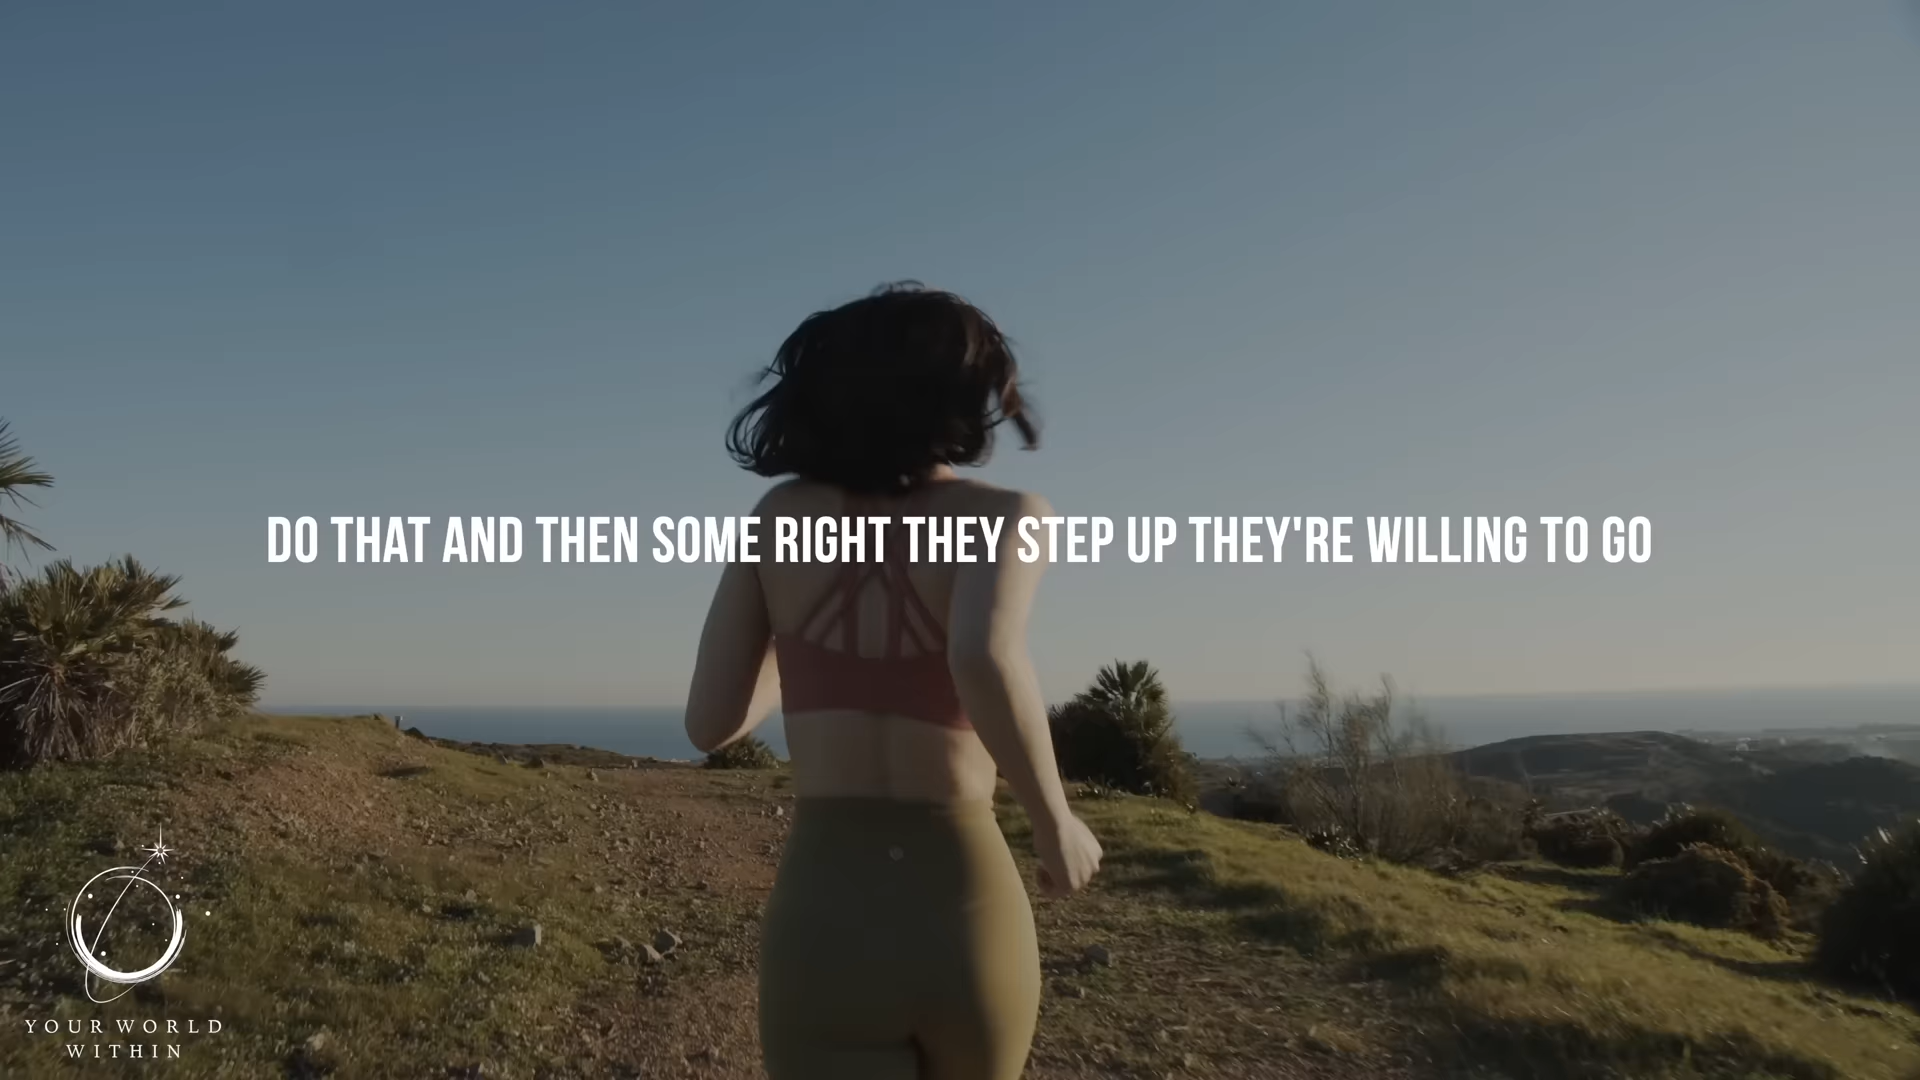 DO THAT AND THEN SOME RIGHT THEY STEP UP THEY'RE WILLING TO GO
YOUR WORLD
WITHIN